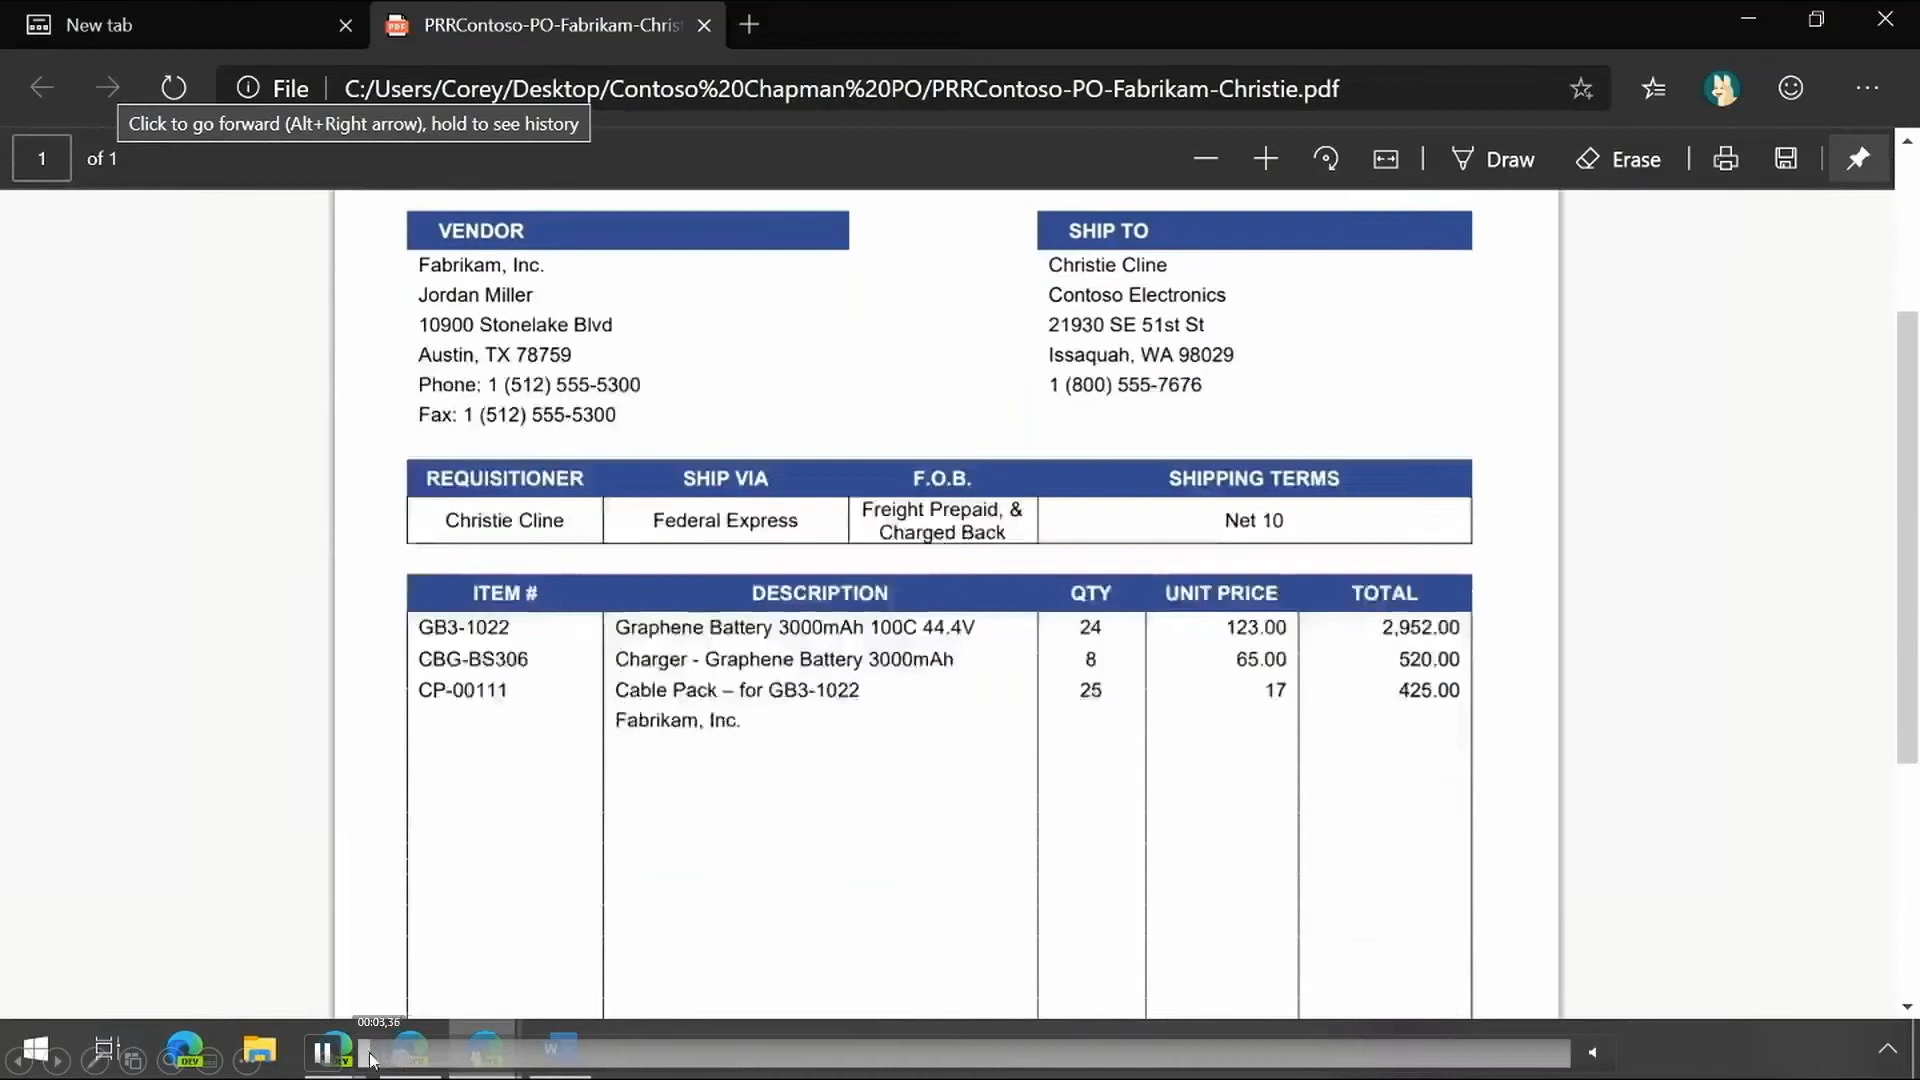 New tab
PRRContoso-PO-Fabrikam-Chris
File
C:/Users/Corey/Desktop/Contoso%20Chapman%20PO/PRRContoso-PO-Fabrikam-Christie.pdf
Click to go forward (Alt+Right arrow), hold to see history
1 of 1
Draw
Erase
VENDOR
Fabrikam, Inc.
Jordan Miller
10900 Stonelake Blvd
Austin, TX 78759
Phone: 1 (512) 555-5300
Fax: 1 (512) 555-5300
SHIP TO
Christie Cline
Contoso Electronics
21930 SE 51st St
Issaquah, WA 98029
1 (800) 555-7676
REQUISITIONER SHIP VIA F.O.B. SHIPPING TERMS
Christie Cline Federal Express Freight Prepaid, & Net 10
Charged Back
ITEM # DESCRIPTION QTY UNIT PRICE TOTAL
GB3-1022 Graphene Battery 3000mAh 100C 44.4V 24 123.00 2,952.00
CBG-BS306 Charger - Graphene Battery 3000mAh 8 65.00 520.00
CP-00111 Cable Pack – for GB3-1022 25 17 425.00
Fabrikam, Inc.
00:03,36
DEV